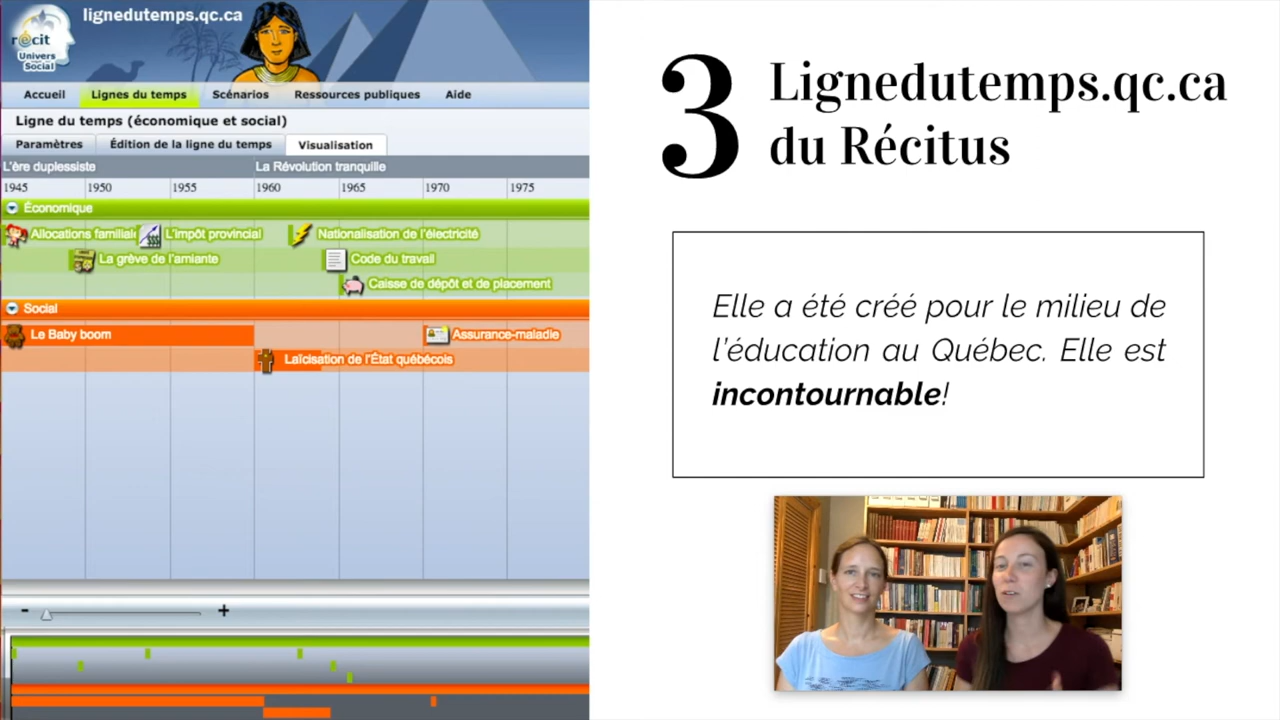 lignedutemps.qc.ca
récit
Univers
Social
Accueil Lignes du temps Scénarios Ressources publiques Aide
Ligne du temps (économique et social)
Paramètres Édition de la ligne du temps Visualisation
L'ère duplessiste La Révolution tranquille
1945 1950 1955 1960 1965 1970 1975
Économique
Allocations familial L'impôt provincial Nationalisation de l'électricité
La grève de l'amiante Code du travail
Caisse de dépôt et de placement
Social
Le Baby boom Assurance-maladie
Laïcisation de l'État québécois
- +
3
Lignedutemps.qc.ca
du Récitus
Elle a été créé pour le milieu de
l'éducation au Québec. Elle est
incontournable!